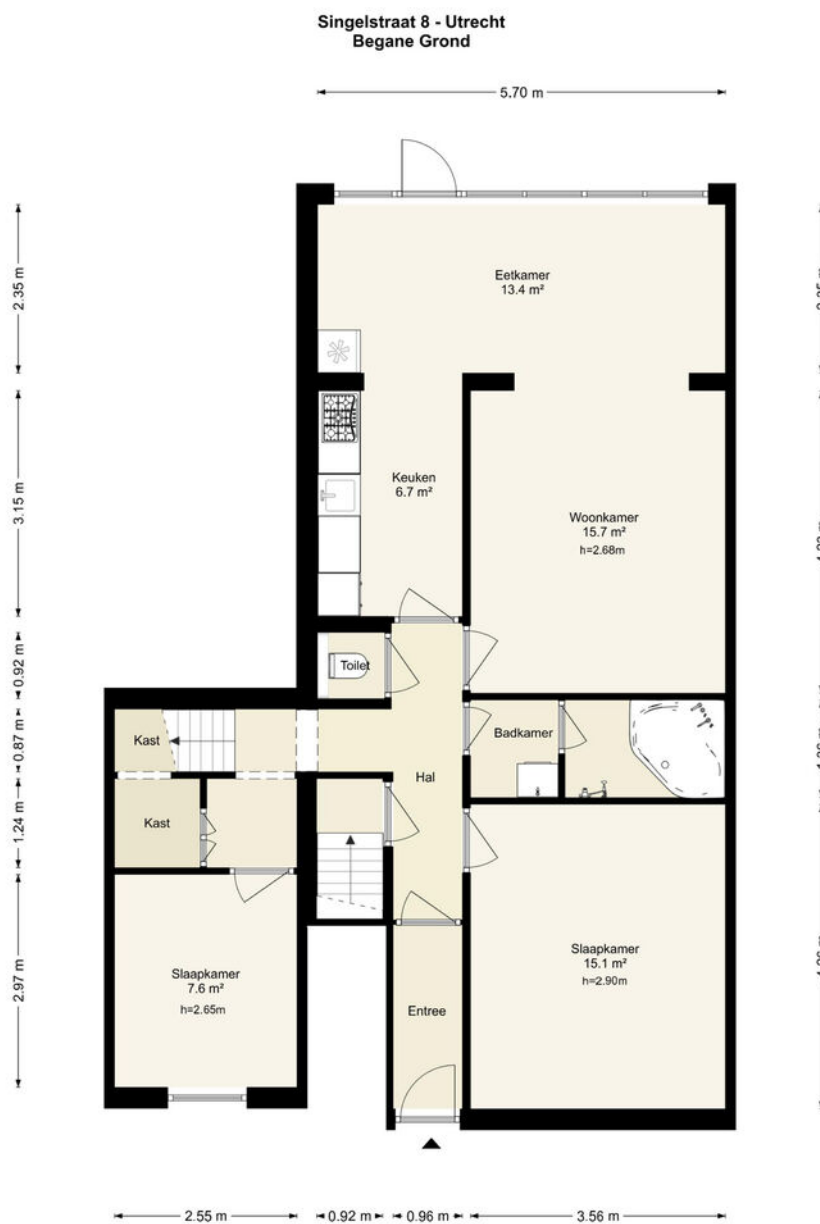 Singelstraat 8 - Utrecht
Begane Grond
5.70 m
2.35 m
Eetkamer
13.4 m²
3.15 m
Keuken
6.7 m²
Woonkamer
15.7 m²
h=2.68m
0.92 m
Toilet
0.87 m
Kast
Badkamer
Hal
1.24 m
Kast
2.97 m
Slaapkamer
7.6 m²
h=2.65m
Slaapkamer
15.1 m²
h=2.90m
Entree
2.55 m
0.92 m
0.96 m
3.56 m